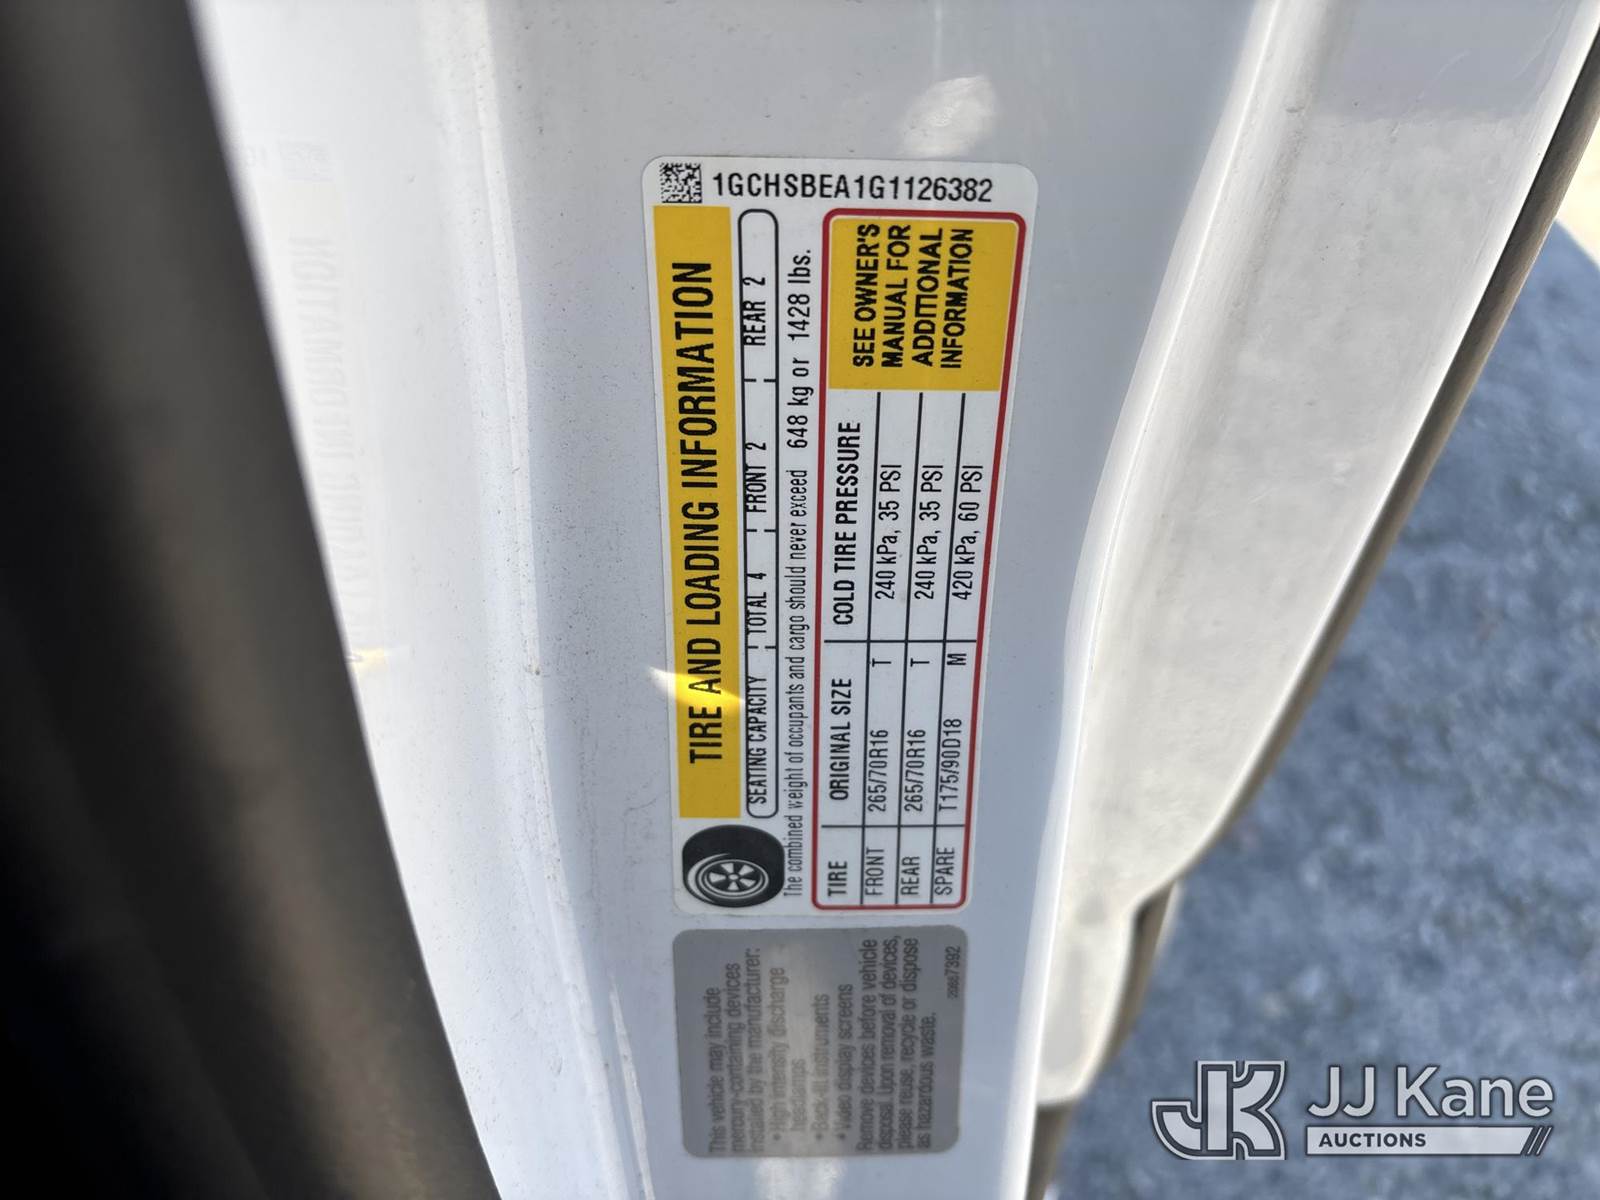 1GCHSBEA1G1126382
TIRE AND LOADING INFORMATION
SEATING CAPACITY TOTAL 4 FRONT 2 REAR 2
The combined weight of occupants and cargo should never exceed 648 kg or 1428 lbs.
TIRE ORIGINAL SIZE COLD TIRE PRESSURE
FRONT 265/70R16 T 240 kPa, 35 PSI
REAR 265/70R16 T 240 kPa, 35 PSI
SPARE T175/90D18 M 420 kPa, 60 PSI
SEE OWNER'S
MANUAL FOR
ADDITIONAL
INFORMATION
This vehicle may include
mercury-containing devices
installed by the manufacturer:
• High intensity discharge
headlamps
• Back-lit instruments
• Video display screens
Remove devices before vehicle
disposal. Upon removal of devices,
please reuse, recycle or dispose
as hazardous waste.
JJ Kane
AUCTIONS